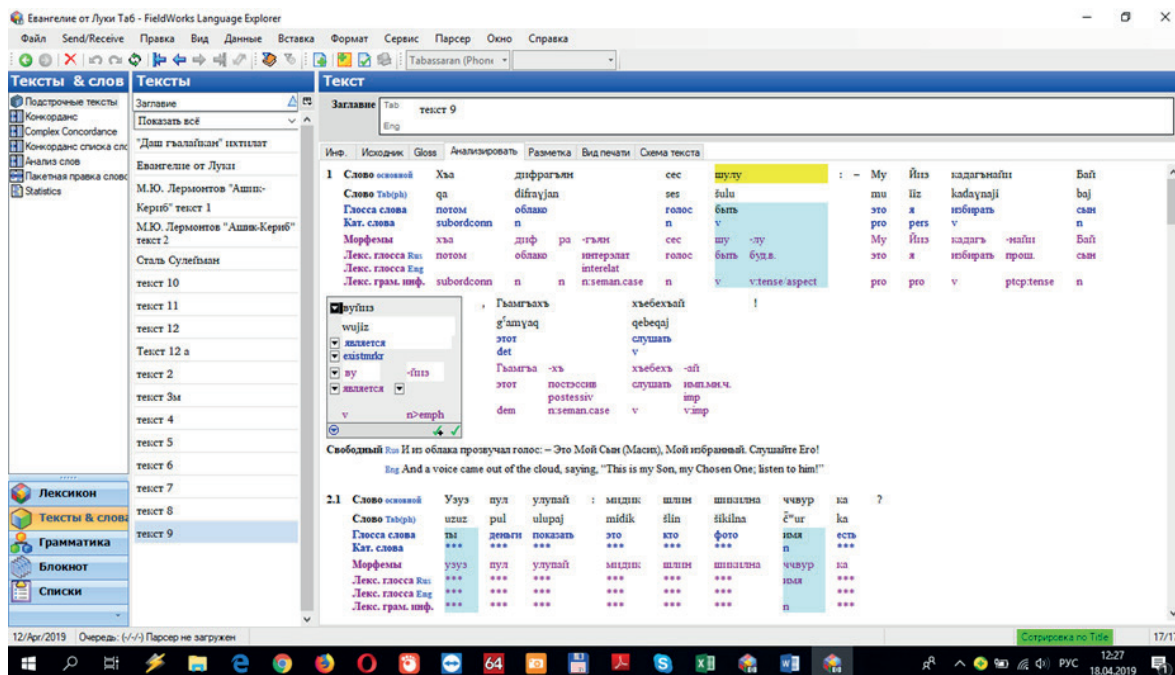 Евангелие от Луки Таб - FieldWorks Language Explorer
Файл Send/Receive Правка Вид Данные Вставка Формат Сервис Парсер Окно Справка
Tabassaran (Phon
Тексты & слов
Подстрочные тексты
Конкорданс
Complex Concordance
Конкорданс списка сло
Анализ слов
Пакетная правка слово
Statistics
Лексикон
Тексты & слова
Грамматика
Блокнот
Списки
Тексты
Заглавие
Показать всё
"Даш гъалайкан" ихтилат
Евангелие от Луки
М.Ю. Лермонтов "Ашик-
Кериб" текст 1
М.Ю. Лермонтов "Ашик-Кериб"
текст 2
Сталь Сулейман
текст 10
текст 11
текст 12
Текст 12 а
текст 2
текст 3м
текст 4
текст 5
текст 6
текст 7
текст 8
текст 9
Текст
Заглавие Tab текст 9
Eng
Инф. Исходник Gloss Анализировать Разметка Вид печати Схема текста
1 Слово основной Хъа дифрагъян сес шулу : – Му Йиз кадагънайи Бай
Слово Tab(ph) qa difraγjan ses šulu mu jiz kadaγnaji baj
Глосса слова потом облако голос быть это я избирать сын
Кат. слова subordconn n n v pro pers v n
Морфемы хъа диф ра -гъян сес шу -лу Му Йиз кадагъ -найи Бай
Лекс. глосса Rus потом облако интерэлат голос быть буд.в. это я избирать прош. сын
Лекс. глосса Eng interelat
Лекс. грам. инф. subordconn n n n:seman.case n v v:tense/aspect pro pro v ptcp:tense n
вуйиз , Гьамгъахъ хъебехъай !
wujiz gʿamγaq qebeqaj
является этот слушать
existmrkr det v
ву -йиз Гьамгъа -хъ хъебехъ -ай
является этот постэссив слушать имп.мн.ч.
postessiv imp
v n>emph dem n:seman.case v v:imp
Свободный Rus И из облака прозвучал голос: – Это Мой Сын (Масих), Мой избранный. Слушайте Его!
Eng And a voice came out of the cloud, saying, "This is my Son, my Chosen One; listen to him!"
2.1 Слово основной Узуз пул улупай : мидик шлин шикилна ччвур ка ?
Слово Tab(ph) uzuz pul ulupaj midik šlin šikilna č̄ʷur ka
Глосса слова ты деньги показать это кто фото имя есть
Кат. слова *** *** *** *** *** *** n ***
Морфемы узуз пул улупай мидик шлин шикилна ччвур ка
Лекс. глосса Rus *** *** *** *** *** *** имя ***
Лекс. глосса Eng *** *** *** *** *** *** ***
Лекс. грам. инф. *** *** *** *** *** *** n ***
12/Apr/2019 Очередь: (-/-/-) Парсер не загружен Сотрировка по Title 17/17
64 РУС 12:27
18.04.2019